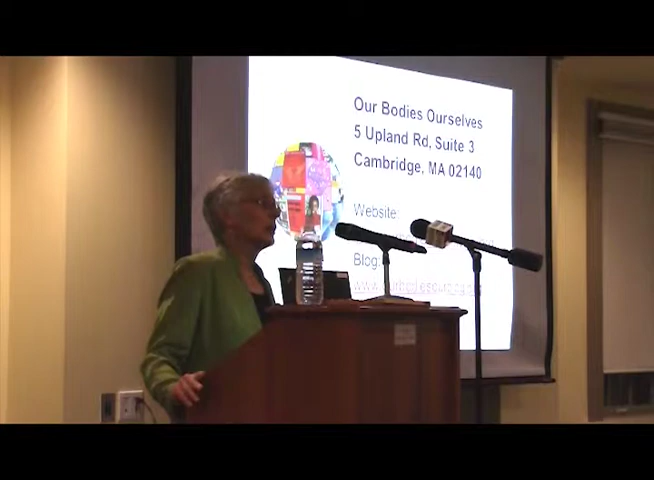 Our Bodies Ourselves
5 Upland Rd, Suite 3
Cambridge, MA 02140
Website:
Blog: